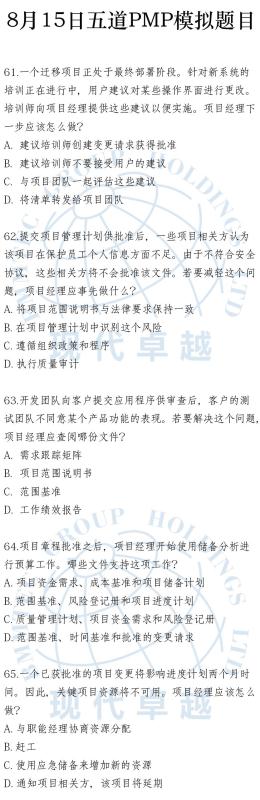 8月15日五道PMP模拟题目
61.一个迁移项目正处于最终部署阶段。针对新系统的
培训正在进行中，用户建议对某些操作界面进行更改。
培训师向项目经理提供这些建议以便实施。项目经理下
一步应该怎么做？
A. 建议培训师创建变更请求获得批准
B. 建议培训师不要接受用户的建议
C. 与项目团队一起评估这些建议
D. 将清单转发给项目团队
62.提交项目管理计划供批准后，一些项目相关方认为
该项目在保护员工个人信息方面不足。由于不符合安全
协议，这些相关方将不会批准该文件。若要减轻这个问
题，项目经理应事先做什么？
A. 将项目范围说明书与法律要求保持一致
B. 在项目管理计划中识别这个风险
C. 遵循组织政策和程序
D. 执行质量审计
63.开发团队向客户提交应用程序供审查后，客户的测
试团队不同意某个产品功能的表现。若要解决这个问题，
项目经理应查阅哪份文件？
A. 需求跟踪矩阵
B. 项目范围说明书
C. 范围基准
D. 工作绩效报告
64.项目章程批准之后，项目经理开始使用储备分析进
行预算工作。哪些文件支持这项工作？
A. 项目资金需求、成本基准和项目储备计划
B. 范围基准、风险登记册和项目进度计划
C. 质量管理计划、项目资金需求和风险登记册
D. 范围基准、时间基准和批准的变更请求
65.一个已获批准的项目变更将影响进度计划两个月时
间。因此，关键项目资源将不可用。项目经理应该怎么
做？
A. 与职能经理协商资源分配
B. 赶工
C. 使用应急储备来增加新的资源
D. 通知项目相关方，该项目将延期
GROUP HOLDINGS LTD
现代卓越
GROUP HOLDINGS LTD
现代卓越